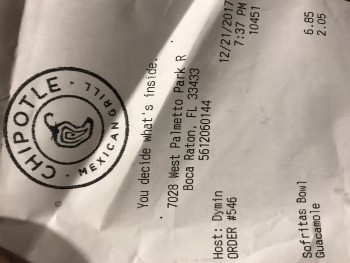 CHIPOTLE
MEXICAN GRILL
You decide what's inside.
7028 West Palmetto Park R
Boca Raton, FL 33433
5612060144
12/21/2017
Host: Dymin 7:37 PM
ORDER #546 10451
Sofritas Bowl 6.85
Guacamole 2.05